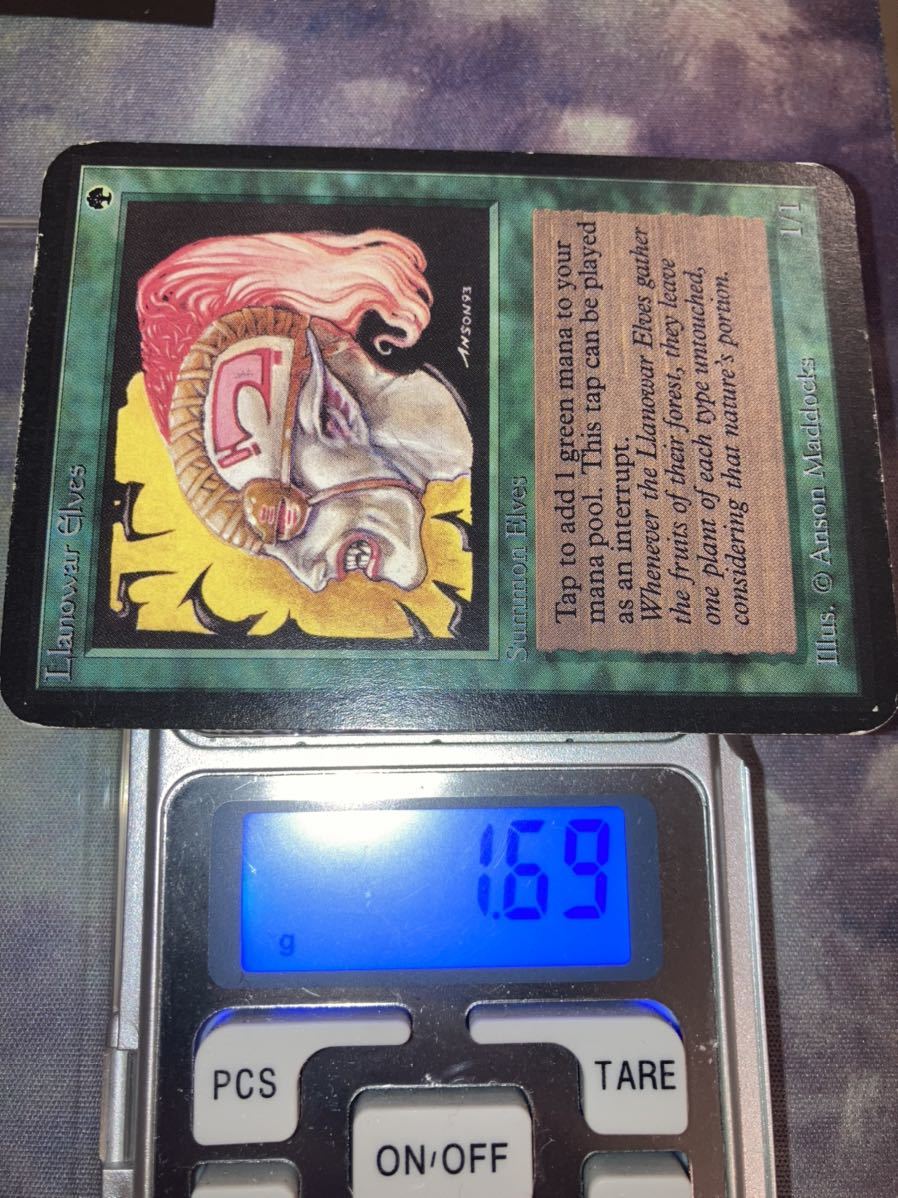 Llanowar Elves
ANSON93
Summon Elves
Tap to add 1 green mana to your
mana pool. This tap can be played
as an interrupt.
Whenever the Llanowar Elves gather
the fruits of their forest, they leave
one plant of each type untouched,
considering that nature's portion.
Illus. © Anson Maddocks
1/1
1.69
g
PCS
TARE
ON/OFF